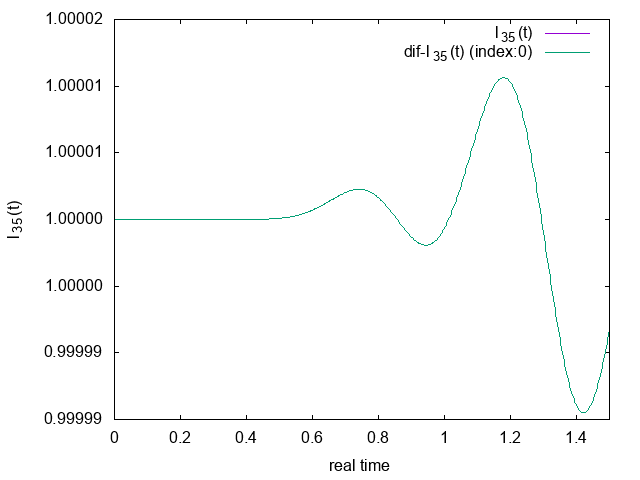 I35(t)
dif-I35(t) (index:0)
1.00002
1.00001
1.00001
1.00000
1.00000
0.99999
0.99999
I35(t)
0 0.2 0.4 0.6 0.8 1 1.2 1.4
real time